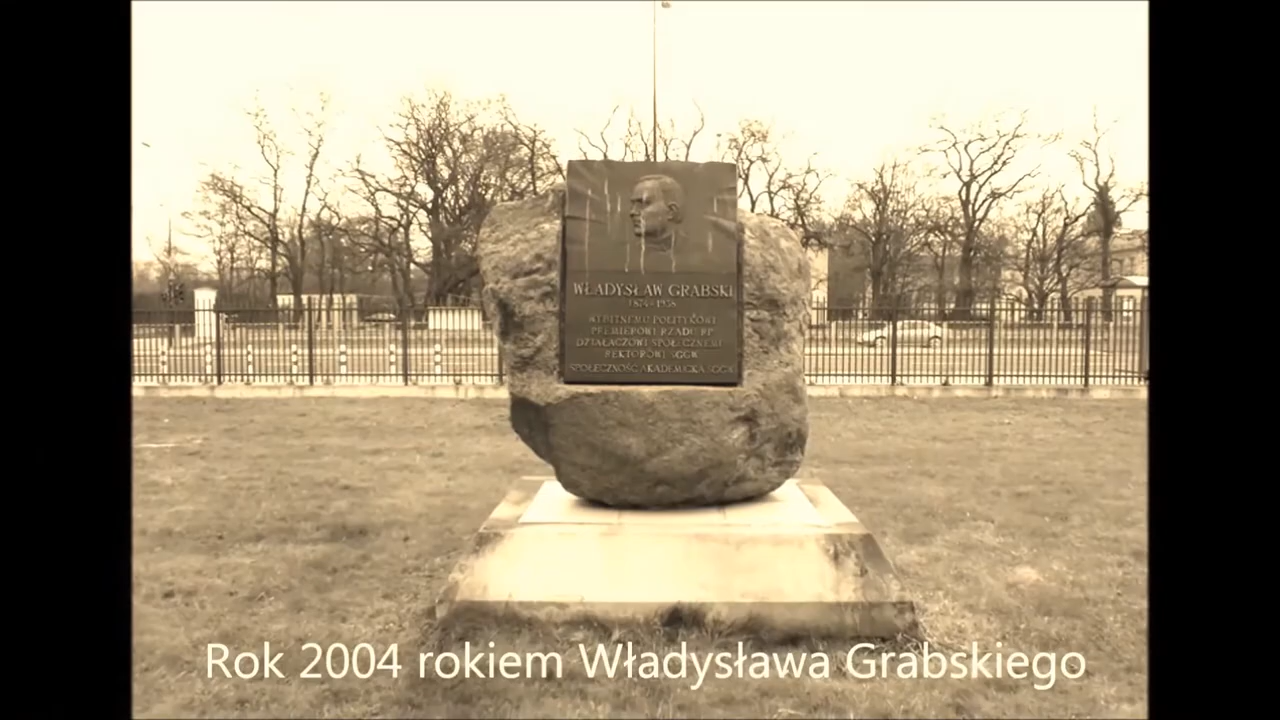 WŁADYSŁAW GRABSKI
1874-1938
WYBITNEMU POLITYKOWI
PREMIEROWI RZĄDU RP
DZIAŁACZOWI SPOŁECZNEMU
REKTOROWI SGGW
SPOŁECZNOŚĆ AKADEMICKA SGGW
Rok 2004 rokiem Władysława Grabskiego